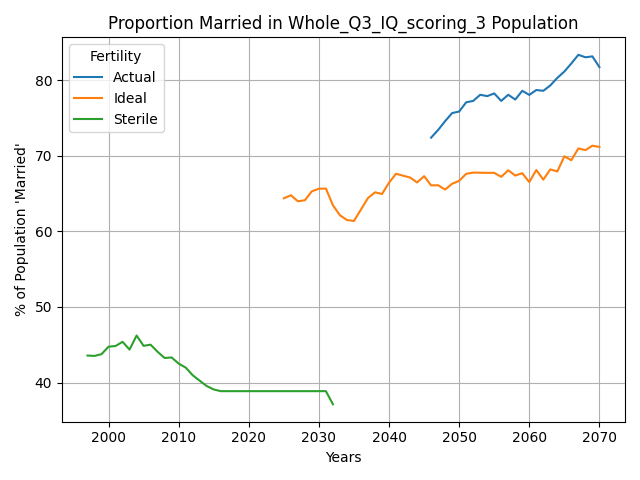 Proportion Married in Whole_Q3_IQ_scoring_3 Population
Fertility
Actual
Ideal
Sterile
% of Population 'Married'
80
70
60
50
40
2000 2010 2020 2030 2040 2050 2060 2070
Years